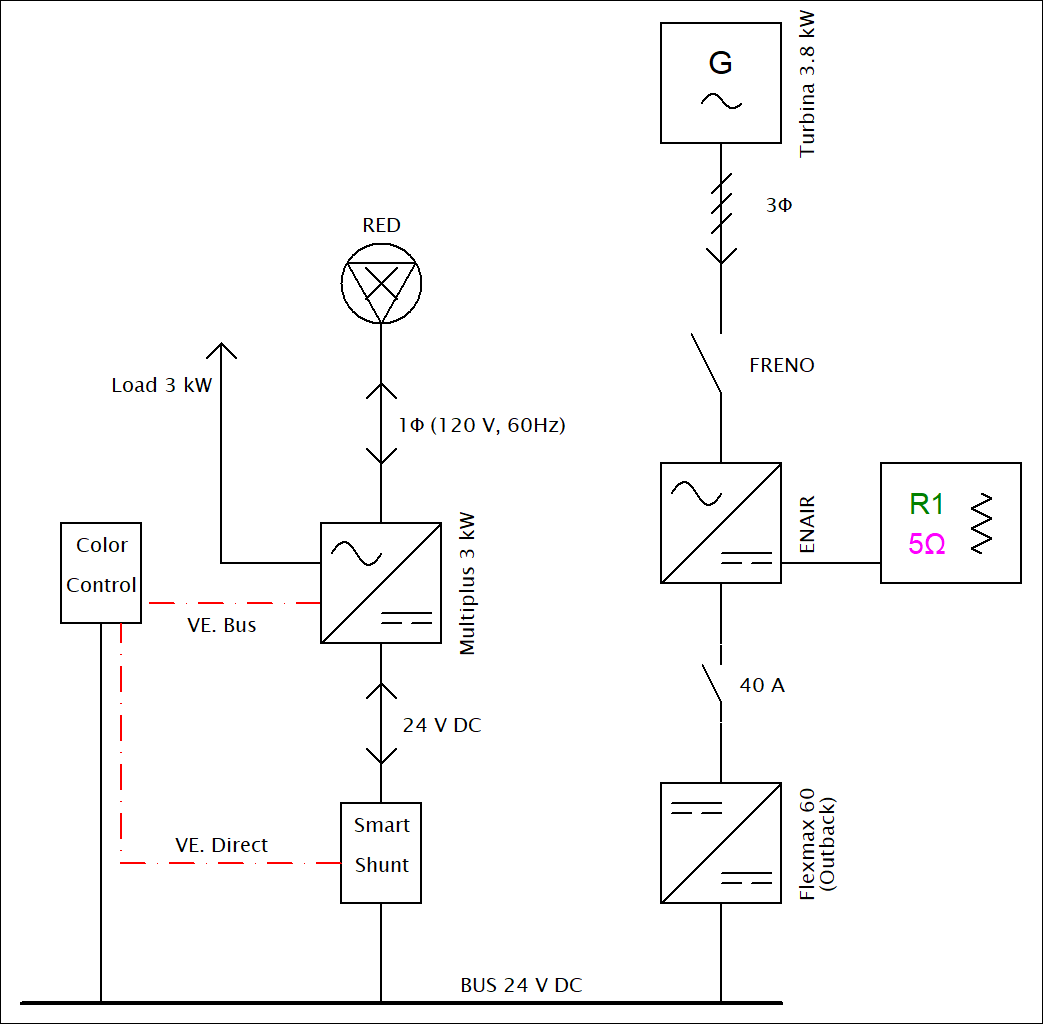 G
Turbina 3.8 kW
3Φ
RED
FRENO
Load 3 kW
1Φ (120 V, 60Hz)
ENAIR
R1
5Ω
Color
Control
Multiplus 3 kW
VE. Bus
40 A
24 V DC
Smart
Shunt
VE. Direct
Flexmax 60
(Outback)
BUS 24 V DC